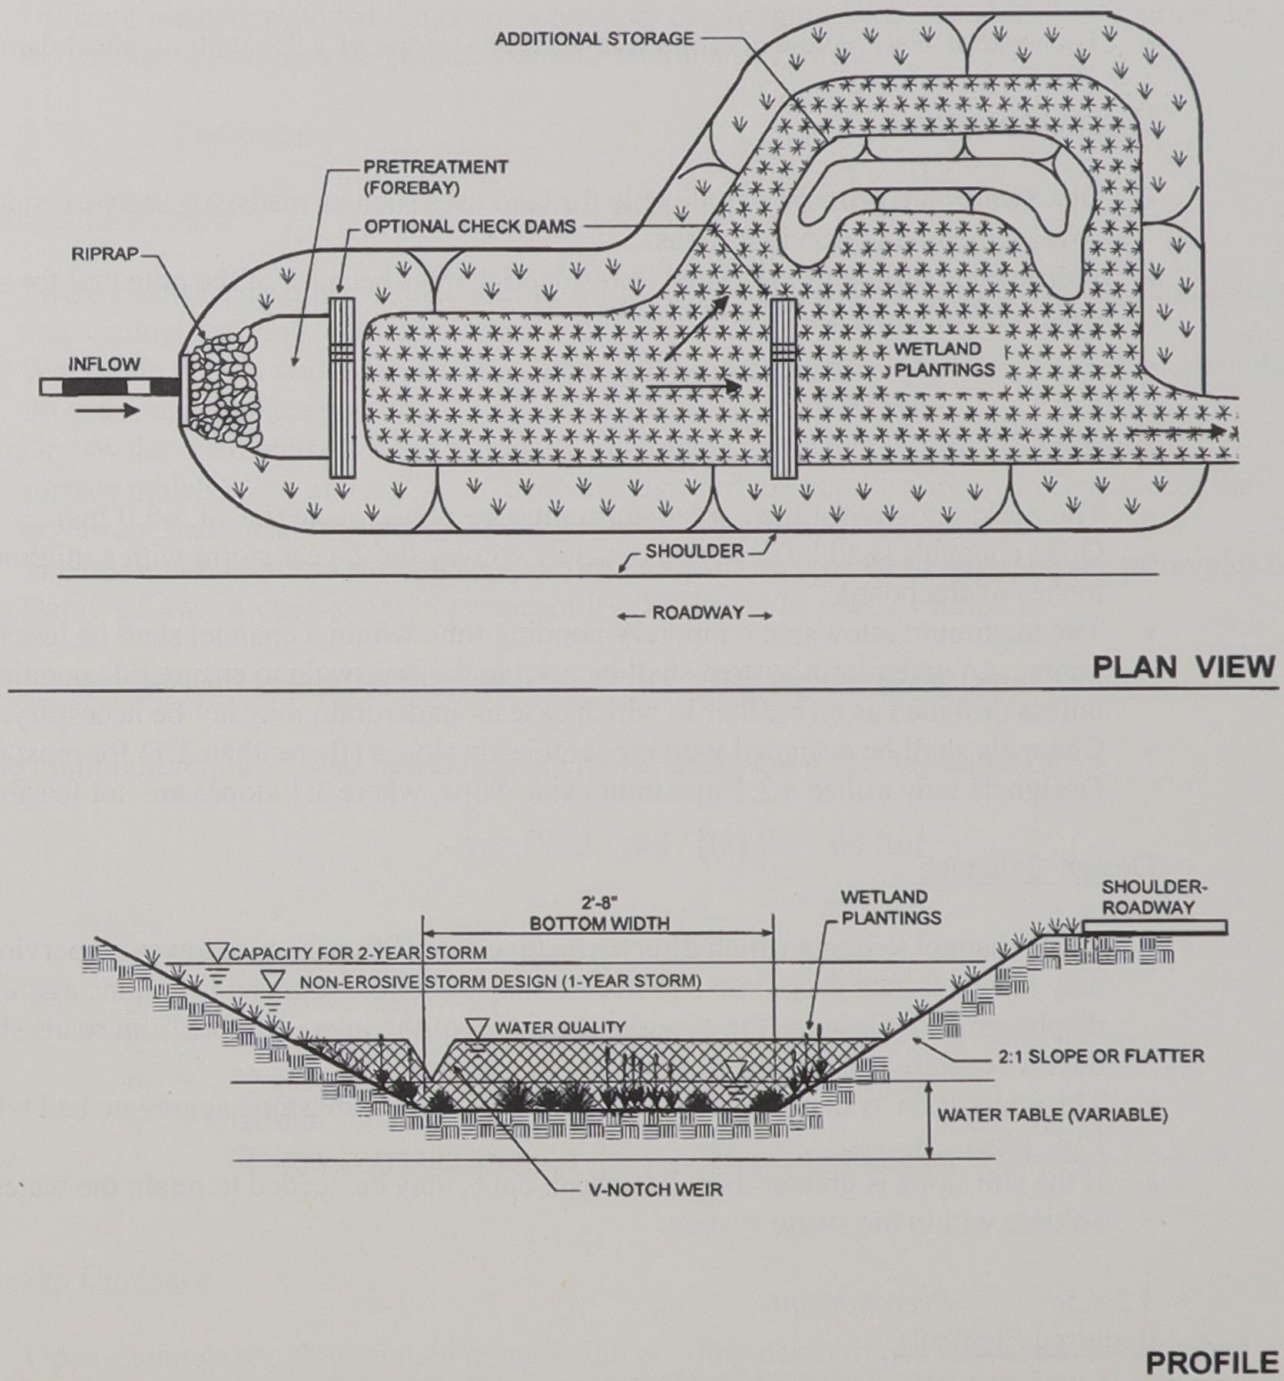 ADDITIONAL STORAGE
PRETREATMENT
(FOREBAY)
OPTIONAL CHECK DAMS
RIPRAP
INFLOW
WETLAND
PLANTINGS
SHOULDER
ROADWAY
PLAN VIEW
2'-8"
BOTTOM WIDTH
WETLAND
PLANTINGS
SHOULDER-
ROADWAY
CAPACITY FOR 2-YEAR STORM
NON-EROSIVE STORM DESIGN (1-YEAR STORM)
WATER QUALITY
2:1 SLOPE OR FLATTER
WATER TABLE (VARIABLE)
V-NOTCH WEIR
PROFILE